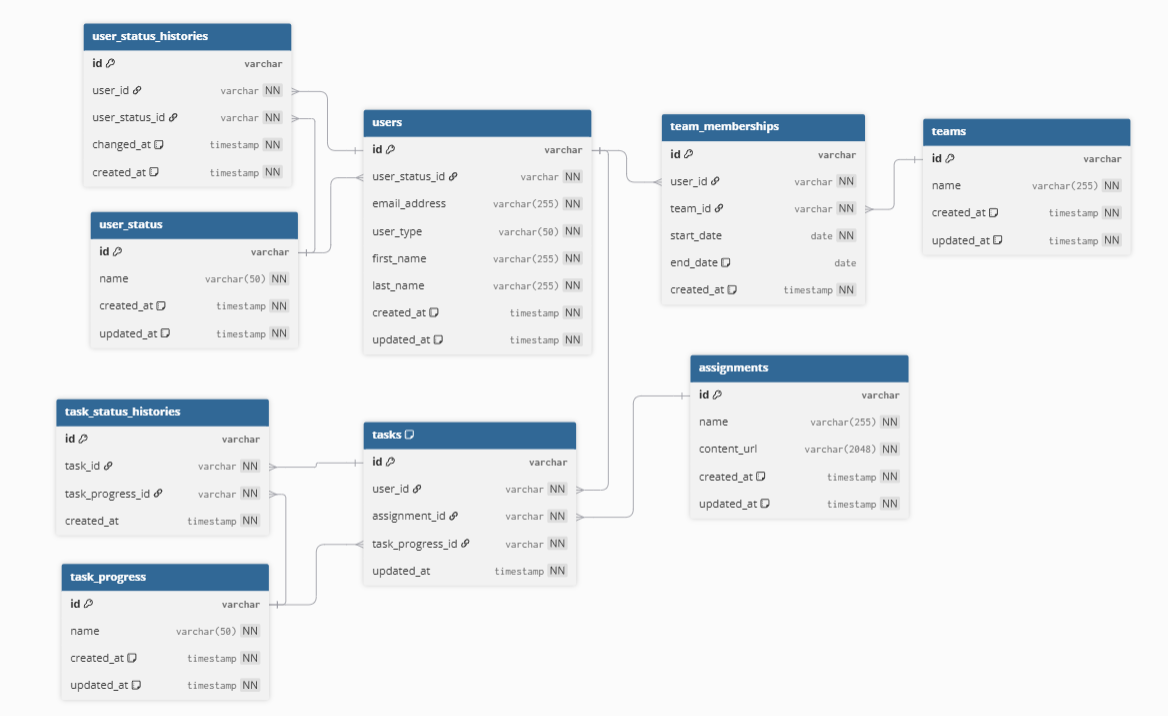 user_status_histories
id varchar
user_id varchar NN
user_status_id varchar NN
changed_at timestamp NN
created_at timestamp NN
user_status
id varchar
name varchar(50) NN
created_at timestamp NN
updated_at timestamp NN
users
id varchar
user_status_id varchar NN
email_address varchar(255) NN
user_type varchar(50) NN
first_name varchar(255) NN
last_name varchar(255) NN
created_at timestamp NN
updated_at timestamp NN
team_memberships
id varchar
user_id varchar NN
team_id varchar NN
start_date date NN
end_date date
created_at timestamp NN
teams
id varchar
name varchar(255) NN
created_at timestamp NN
updated_at timestamp NN
task_status_histories
id varchar
task_id varchar NN
task_progress_id varchar NN
created_at timestamp NN
task_progress
id varchar
name varchar(50) NN
created_at timestamp NN
updated_at timestamp NN
tasks
id varchar
user_id varchar NN
assignment_id varchar NN
task_progress_id varchar NN
updated_at timestamp NN
assignments
id varchar
name varchar(255) NN
content_url varchar(2048) NN
created_at timestamp NN
updated_at timestamp NN